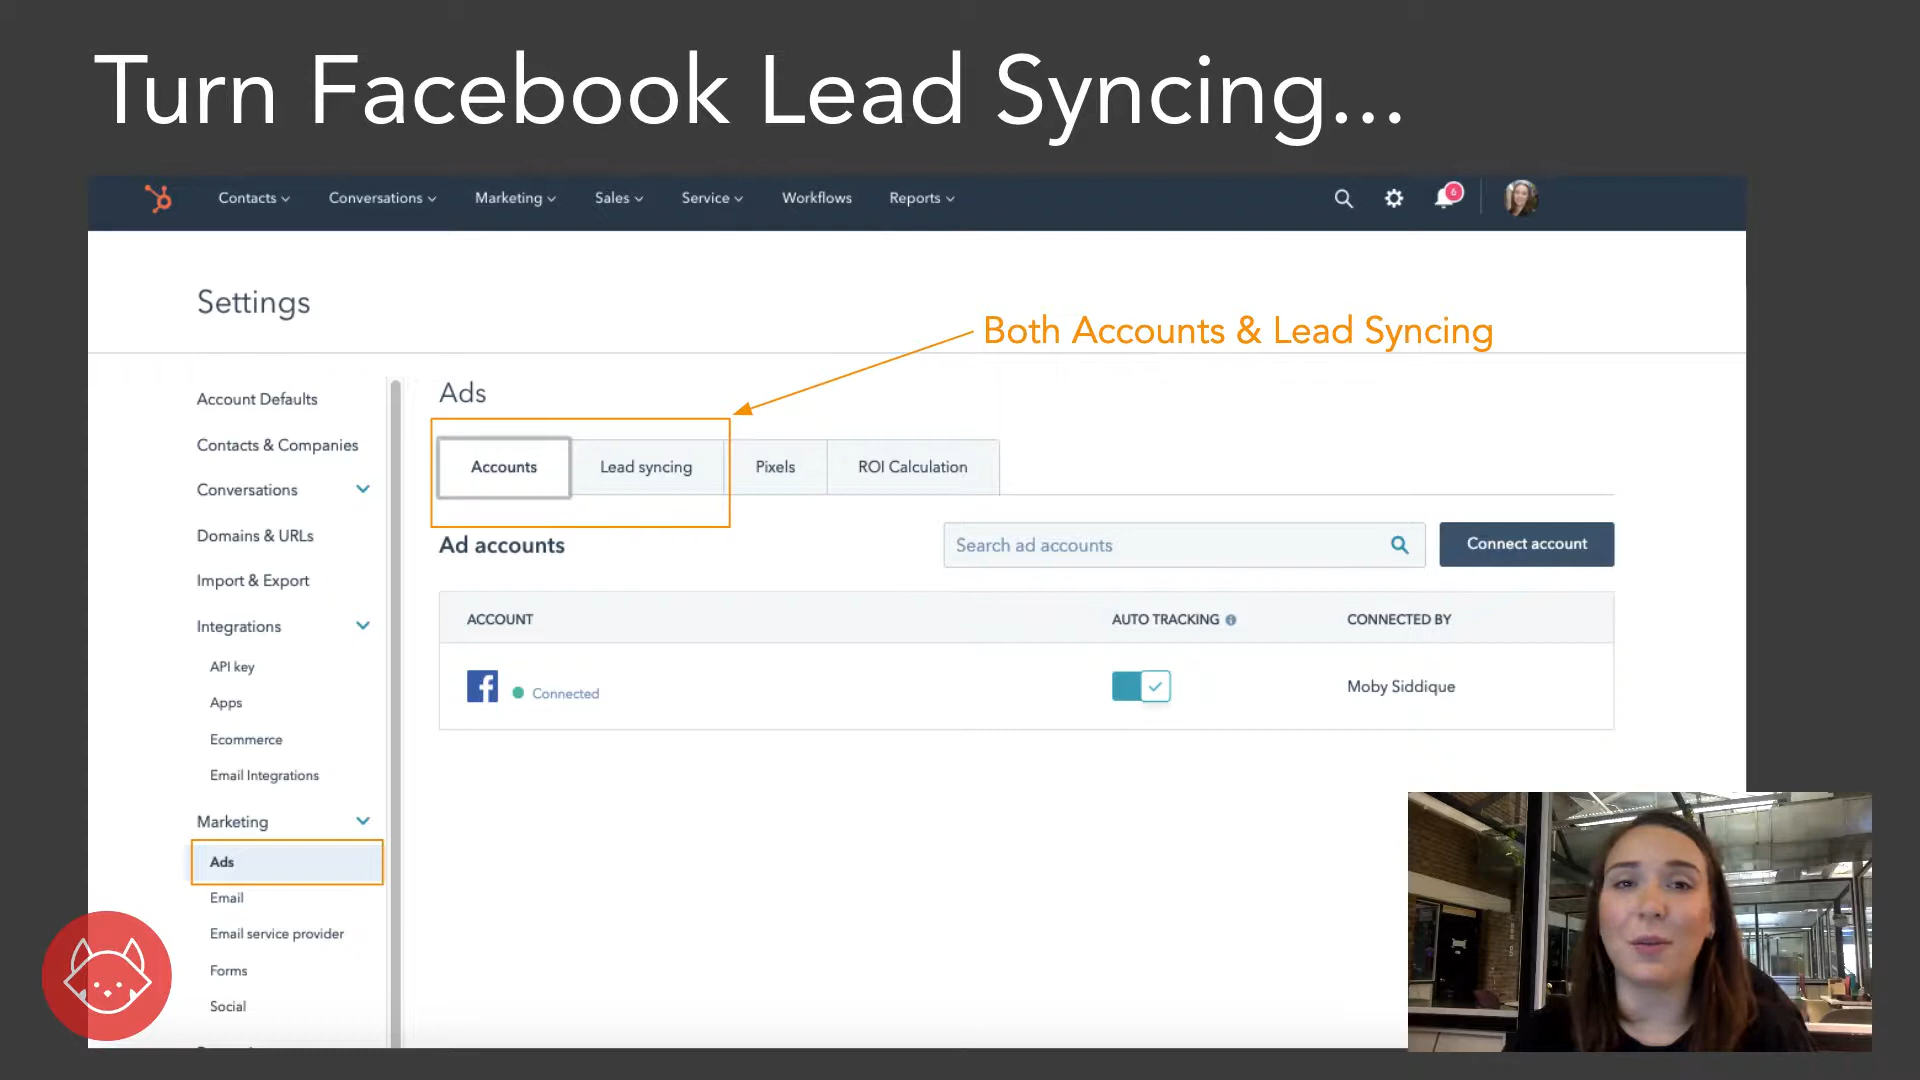 Turn Facebook Lead Syncing...
Contacts Conversations Marketing Sales Service Workflows Reports 6
Settings
Both Accounts & Lead Syncing
Account Defaults
Contacts & Companies
Conversations
Domains & URLs
Import & Export
Integrations
API key
Apps
Ecommerce
Email Integrations
Marketing
Ads
Email
Email service provider
Forms
Social
Ads
Accounts Lead syncing Pixels ROI Calculation
Ad accounts Search ad accounts Connect account
ACCOUNT AUTO TRACKING CONNECTED BY
Connected Moby Siddique